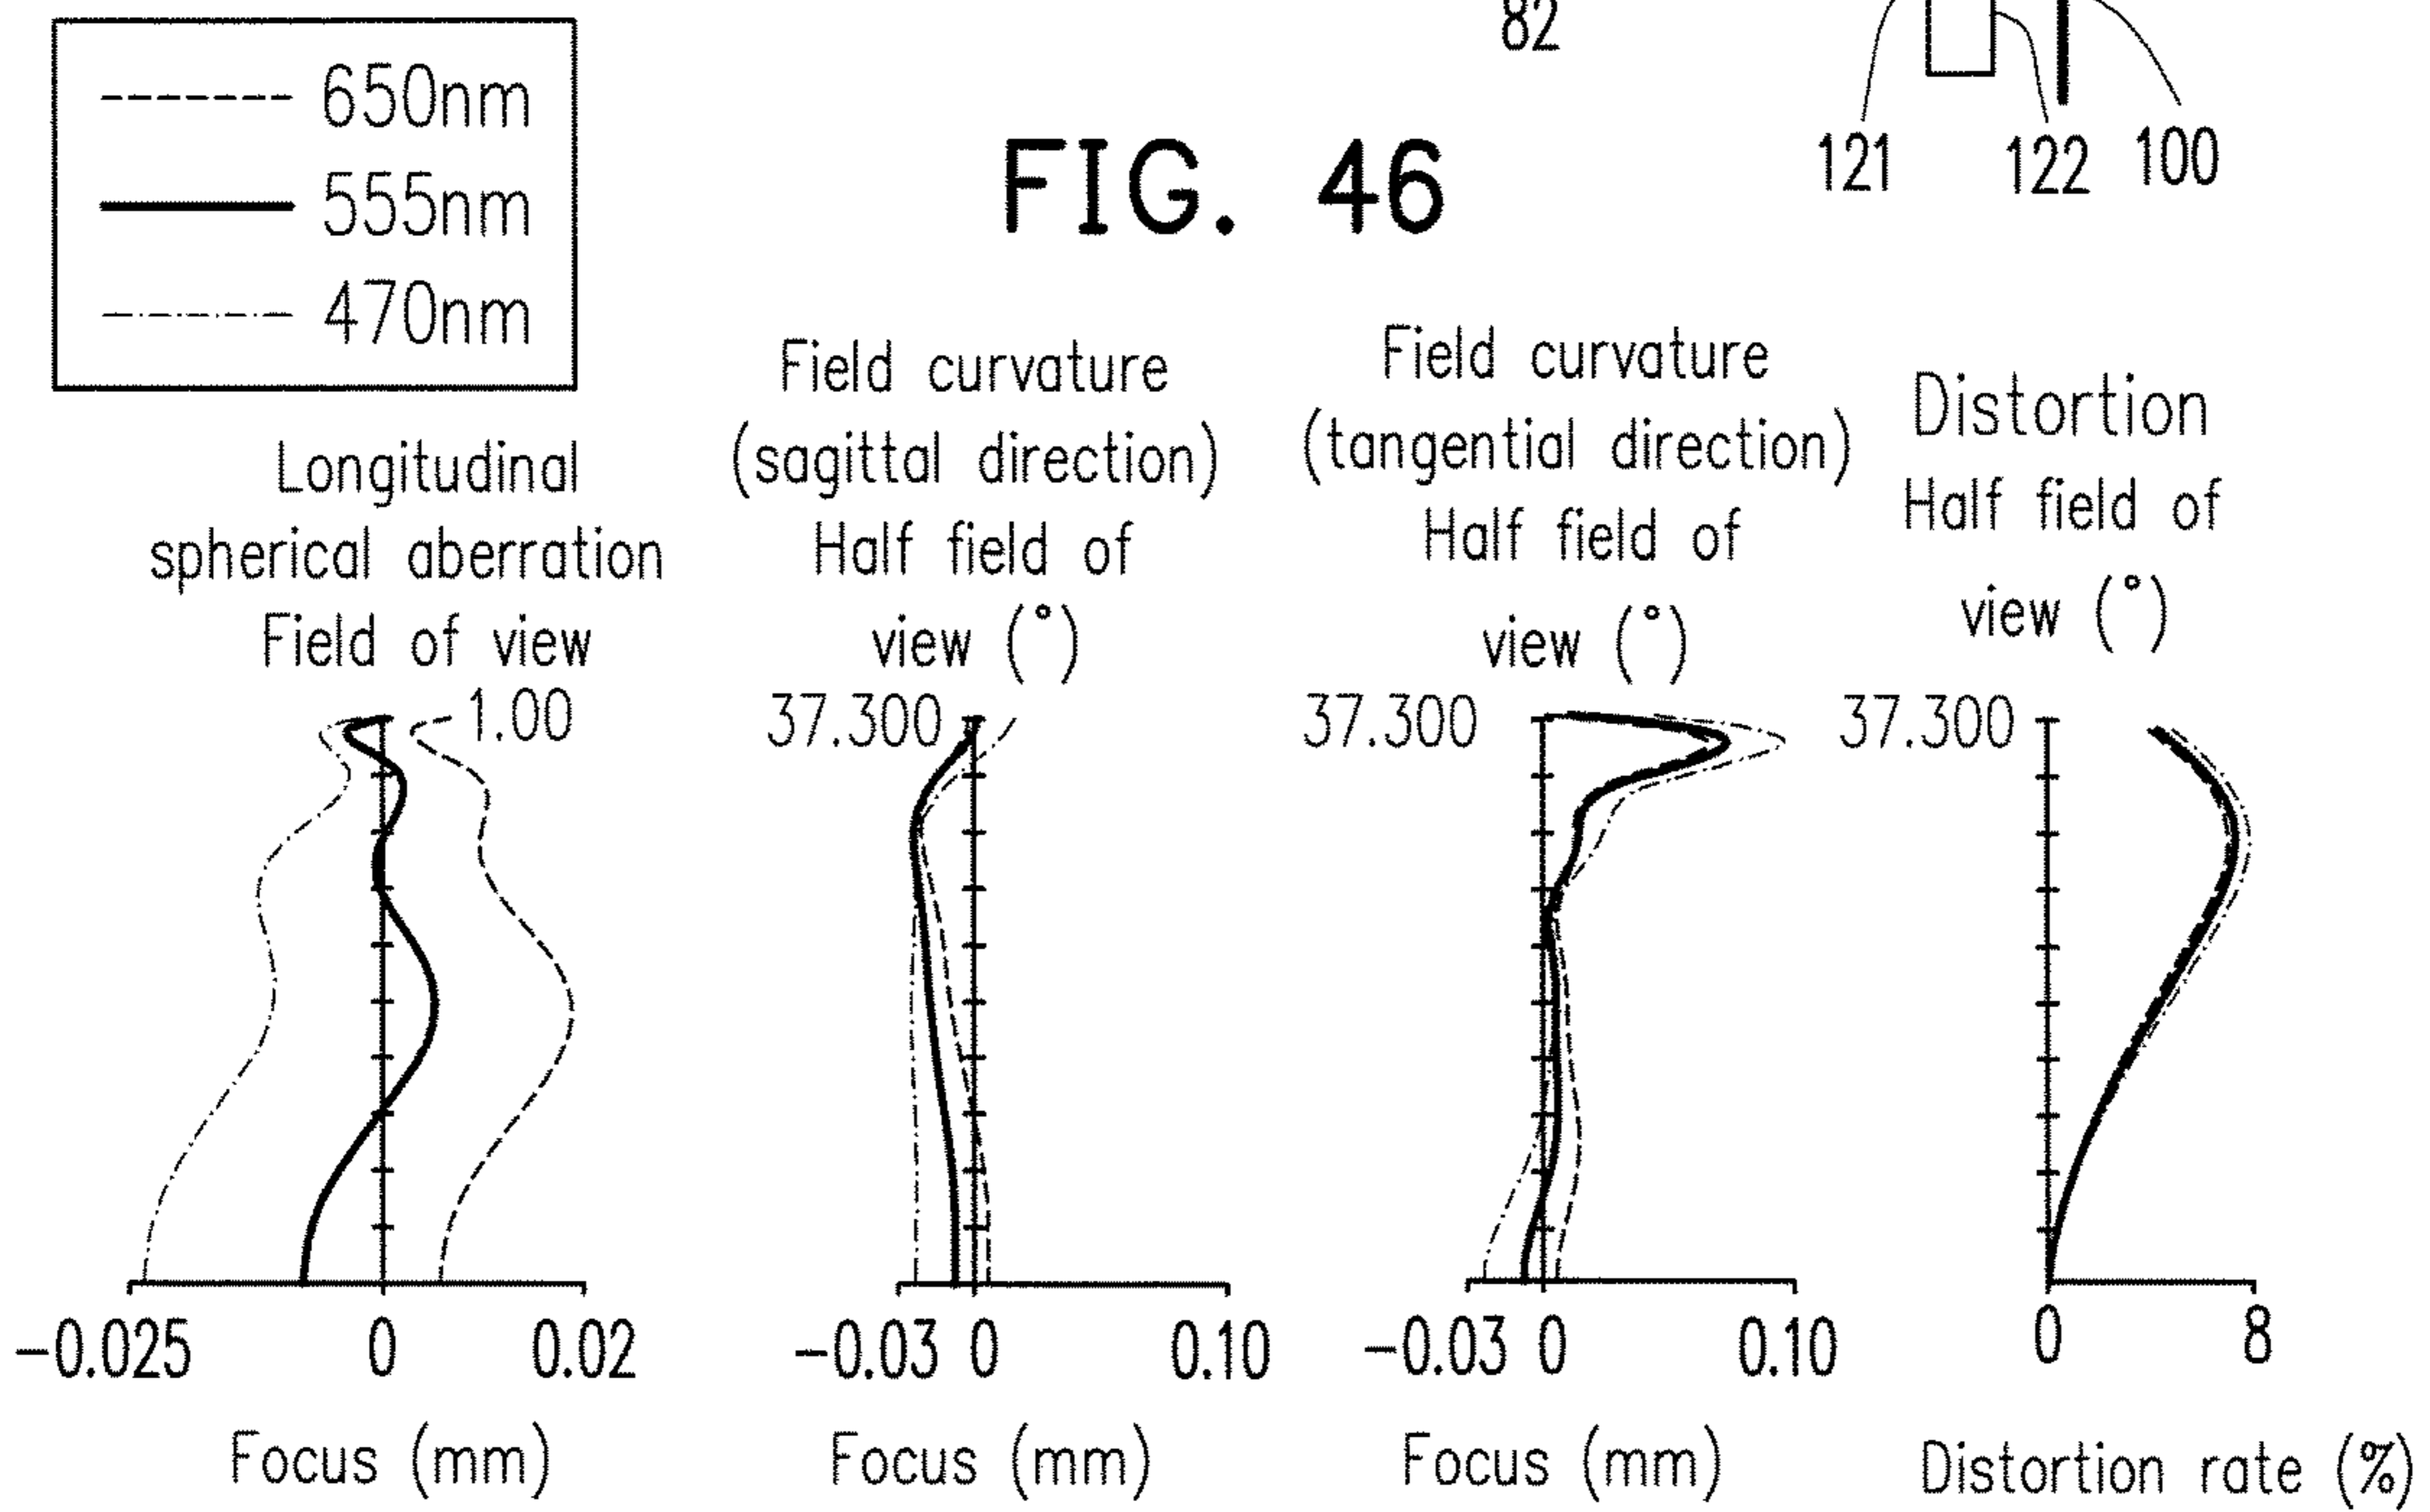 82
121
122
100
650nm
555nm
470nm
FIG. 46
Longitudinal
spherical aberration
Field of view
1.00
-0.025
0
0.02
Focus (mm)
Field curvature
(sagittal direction)
Half field of
view (°)
37.300
-0.03
0
0.10
Focus (mm)
Field curvature
(tangential direction)
Half field of
view (°)
37.300
-0.03
0
0.10
Focus (mm)
Distortion
Half field of
view (°)
37.300
0
8
Distortion rate (%)